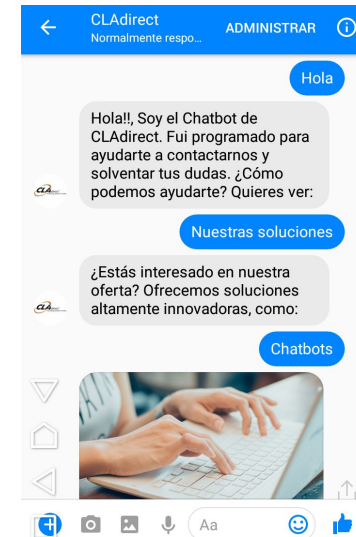 CLAdirect
Normalmente respo...
ADMINISTRAR
Hola
Hola!!, Soy el Chatbot de
CLAdirect. Fui programado para
ayudarte a contactarnos y
solventar tus dudas. ¿Cómo
podemos ayudarte? Quieres ver:
Nuestras soluciones
¿Estás interesado en nuestra
oferta? Ofrecemos soluciones
altamente innovadoras, como:
Chatbots
Aa